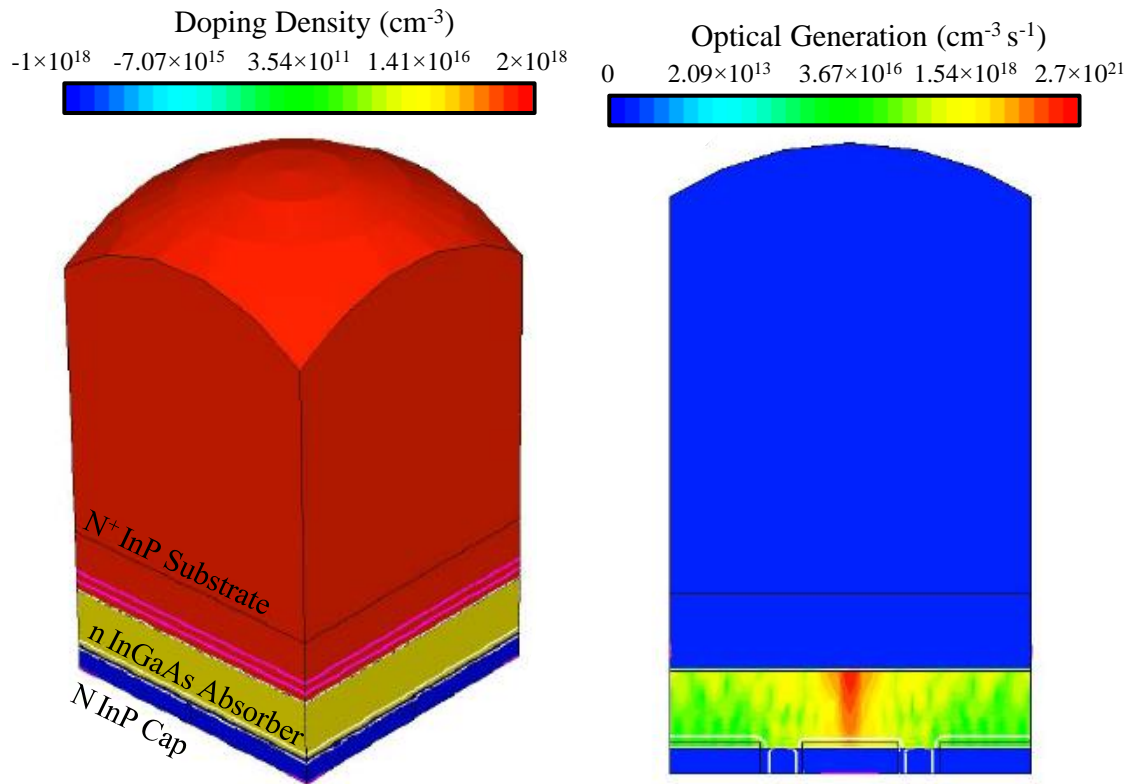 Doping Density (cm⁻³)
-1×10¹⁸ -7.07×10¹⁵ 3.54×10¹¹ 1.41×10¹⁶ 2×10¹⁸
N⁺ InP Substrate
n InGaAs Absorber
N InP Cap
Optical Generation (cm⁻³ s⁻¹)
0 2.09×10¹³ 3.67×10¹⁶ 1.54×10¹⁸ 2.7×10²¹